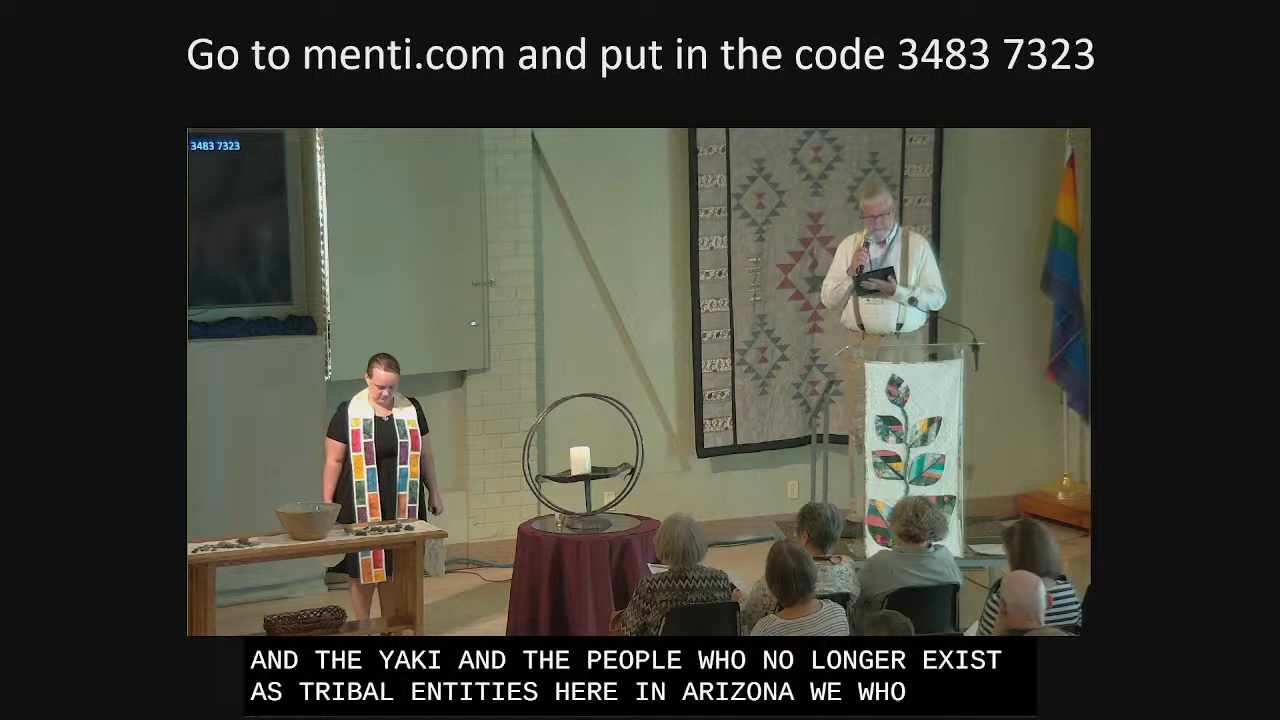 Go to menti.com and put in the code 3483 7323
3483 7323
AND THE YAKI AND THE PEOPLE WHO NO LONGER EXIST
AS TRIBAL ENTITIES HERE IN ARIZONA WE WHO